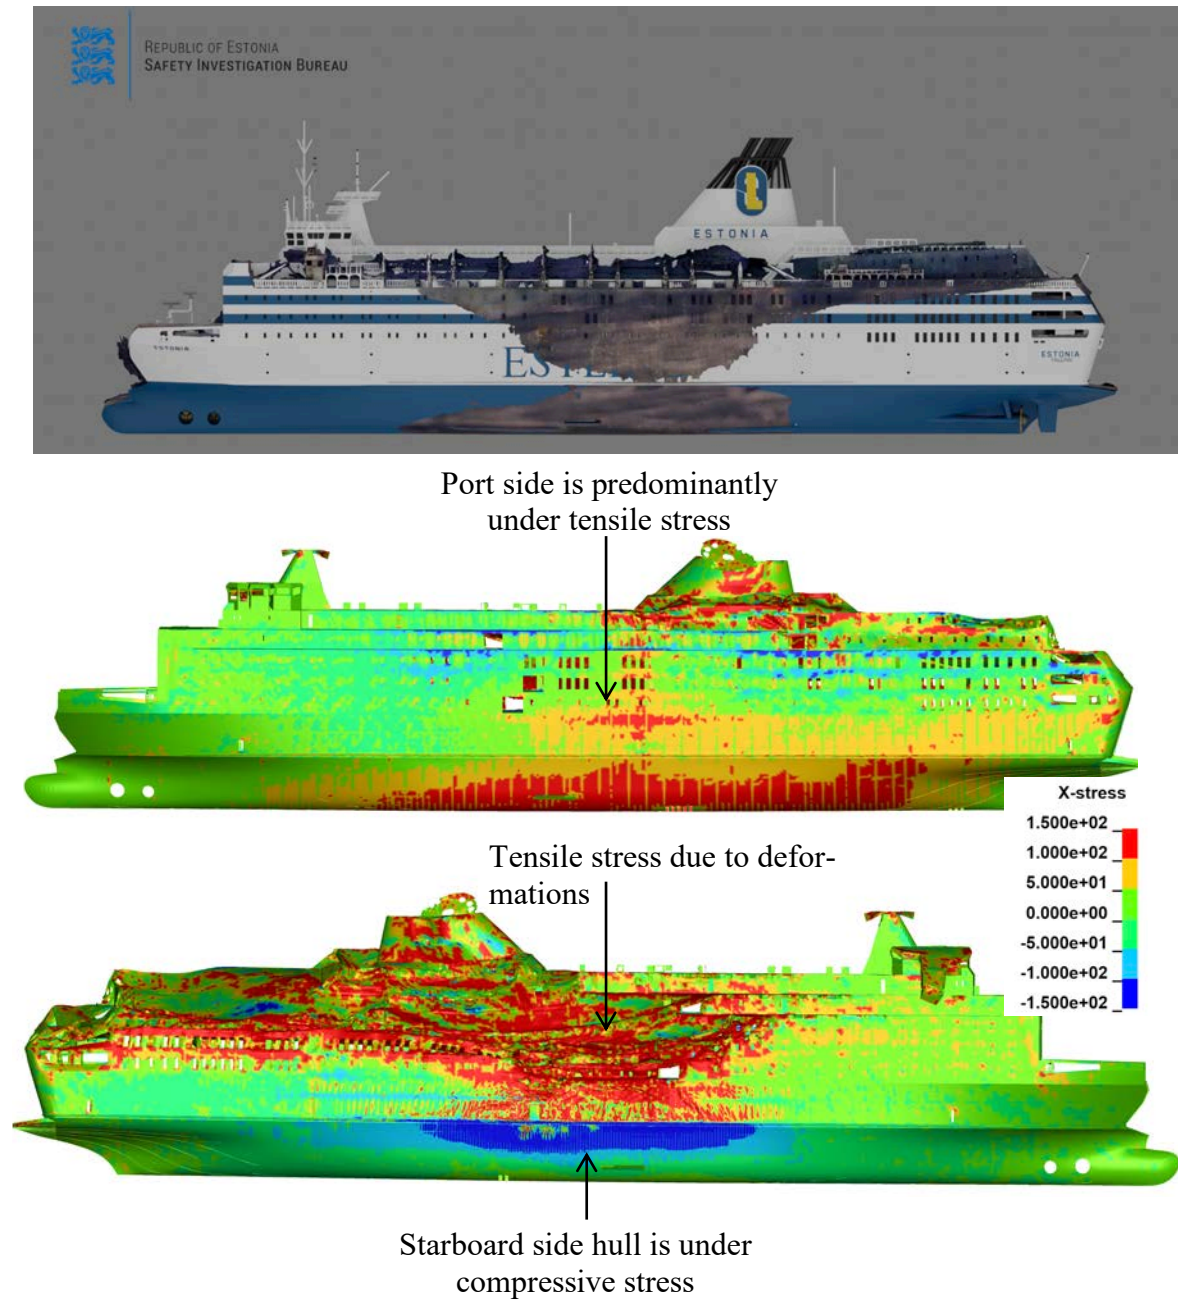 REPUBLIC OF ESTONIA
SAFETY INVESTIGATION BUREAU
ESTONIA
ESTONIA
ESTONIA
Port side is predominantly
under tensile stress
X-stress
1.500e+02
1.000e+02
5.000e+01
0.000e+00
-5.000e+01
-1.000e+02
-1.500e+02
Tensile stress due to defor-
mations
Starboard side hull is under
compressive stress